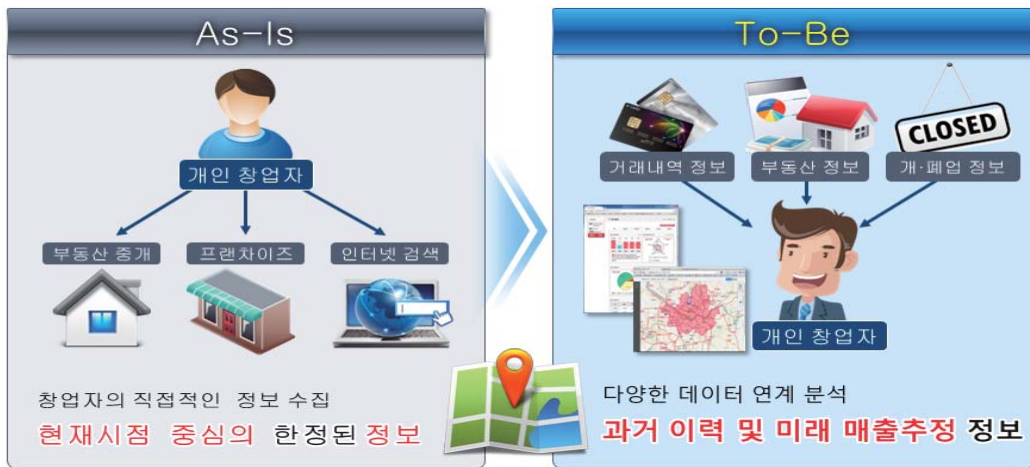 As-Is
개인 창업자
부동산 중개
프랜차이즈
인터넷 검색
창업자의 직접적인 정보 수집
현재시점 중심의 한정된 정보
To-Be
CLOSED
거래내역 정보
부동산 정보
개·폐업 정보
개인 창업자
다양한 데이터 연계 분석
과거 이력 및 미래 매출추정 정보